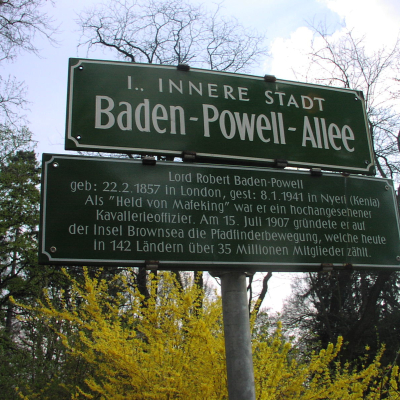 I.. INNERE STADT
Baden-Powell-Allee
Lord Robert Baden-Powell
geb: 22.2. 1857 in London, gest: 8.1.1941 in Nyeri (Kenia)
Als "Held von Mafeking" war er ein hochangesehener
Kavallerieoffizier. Am 15. Juli 1907 gründete er auf
der Insel Brownsea die Pfadfinderbewegung, welche heute
in 142 Ländern über 35 Millionen Mitglieder zählt.